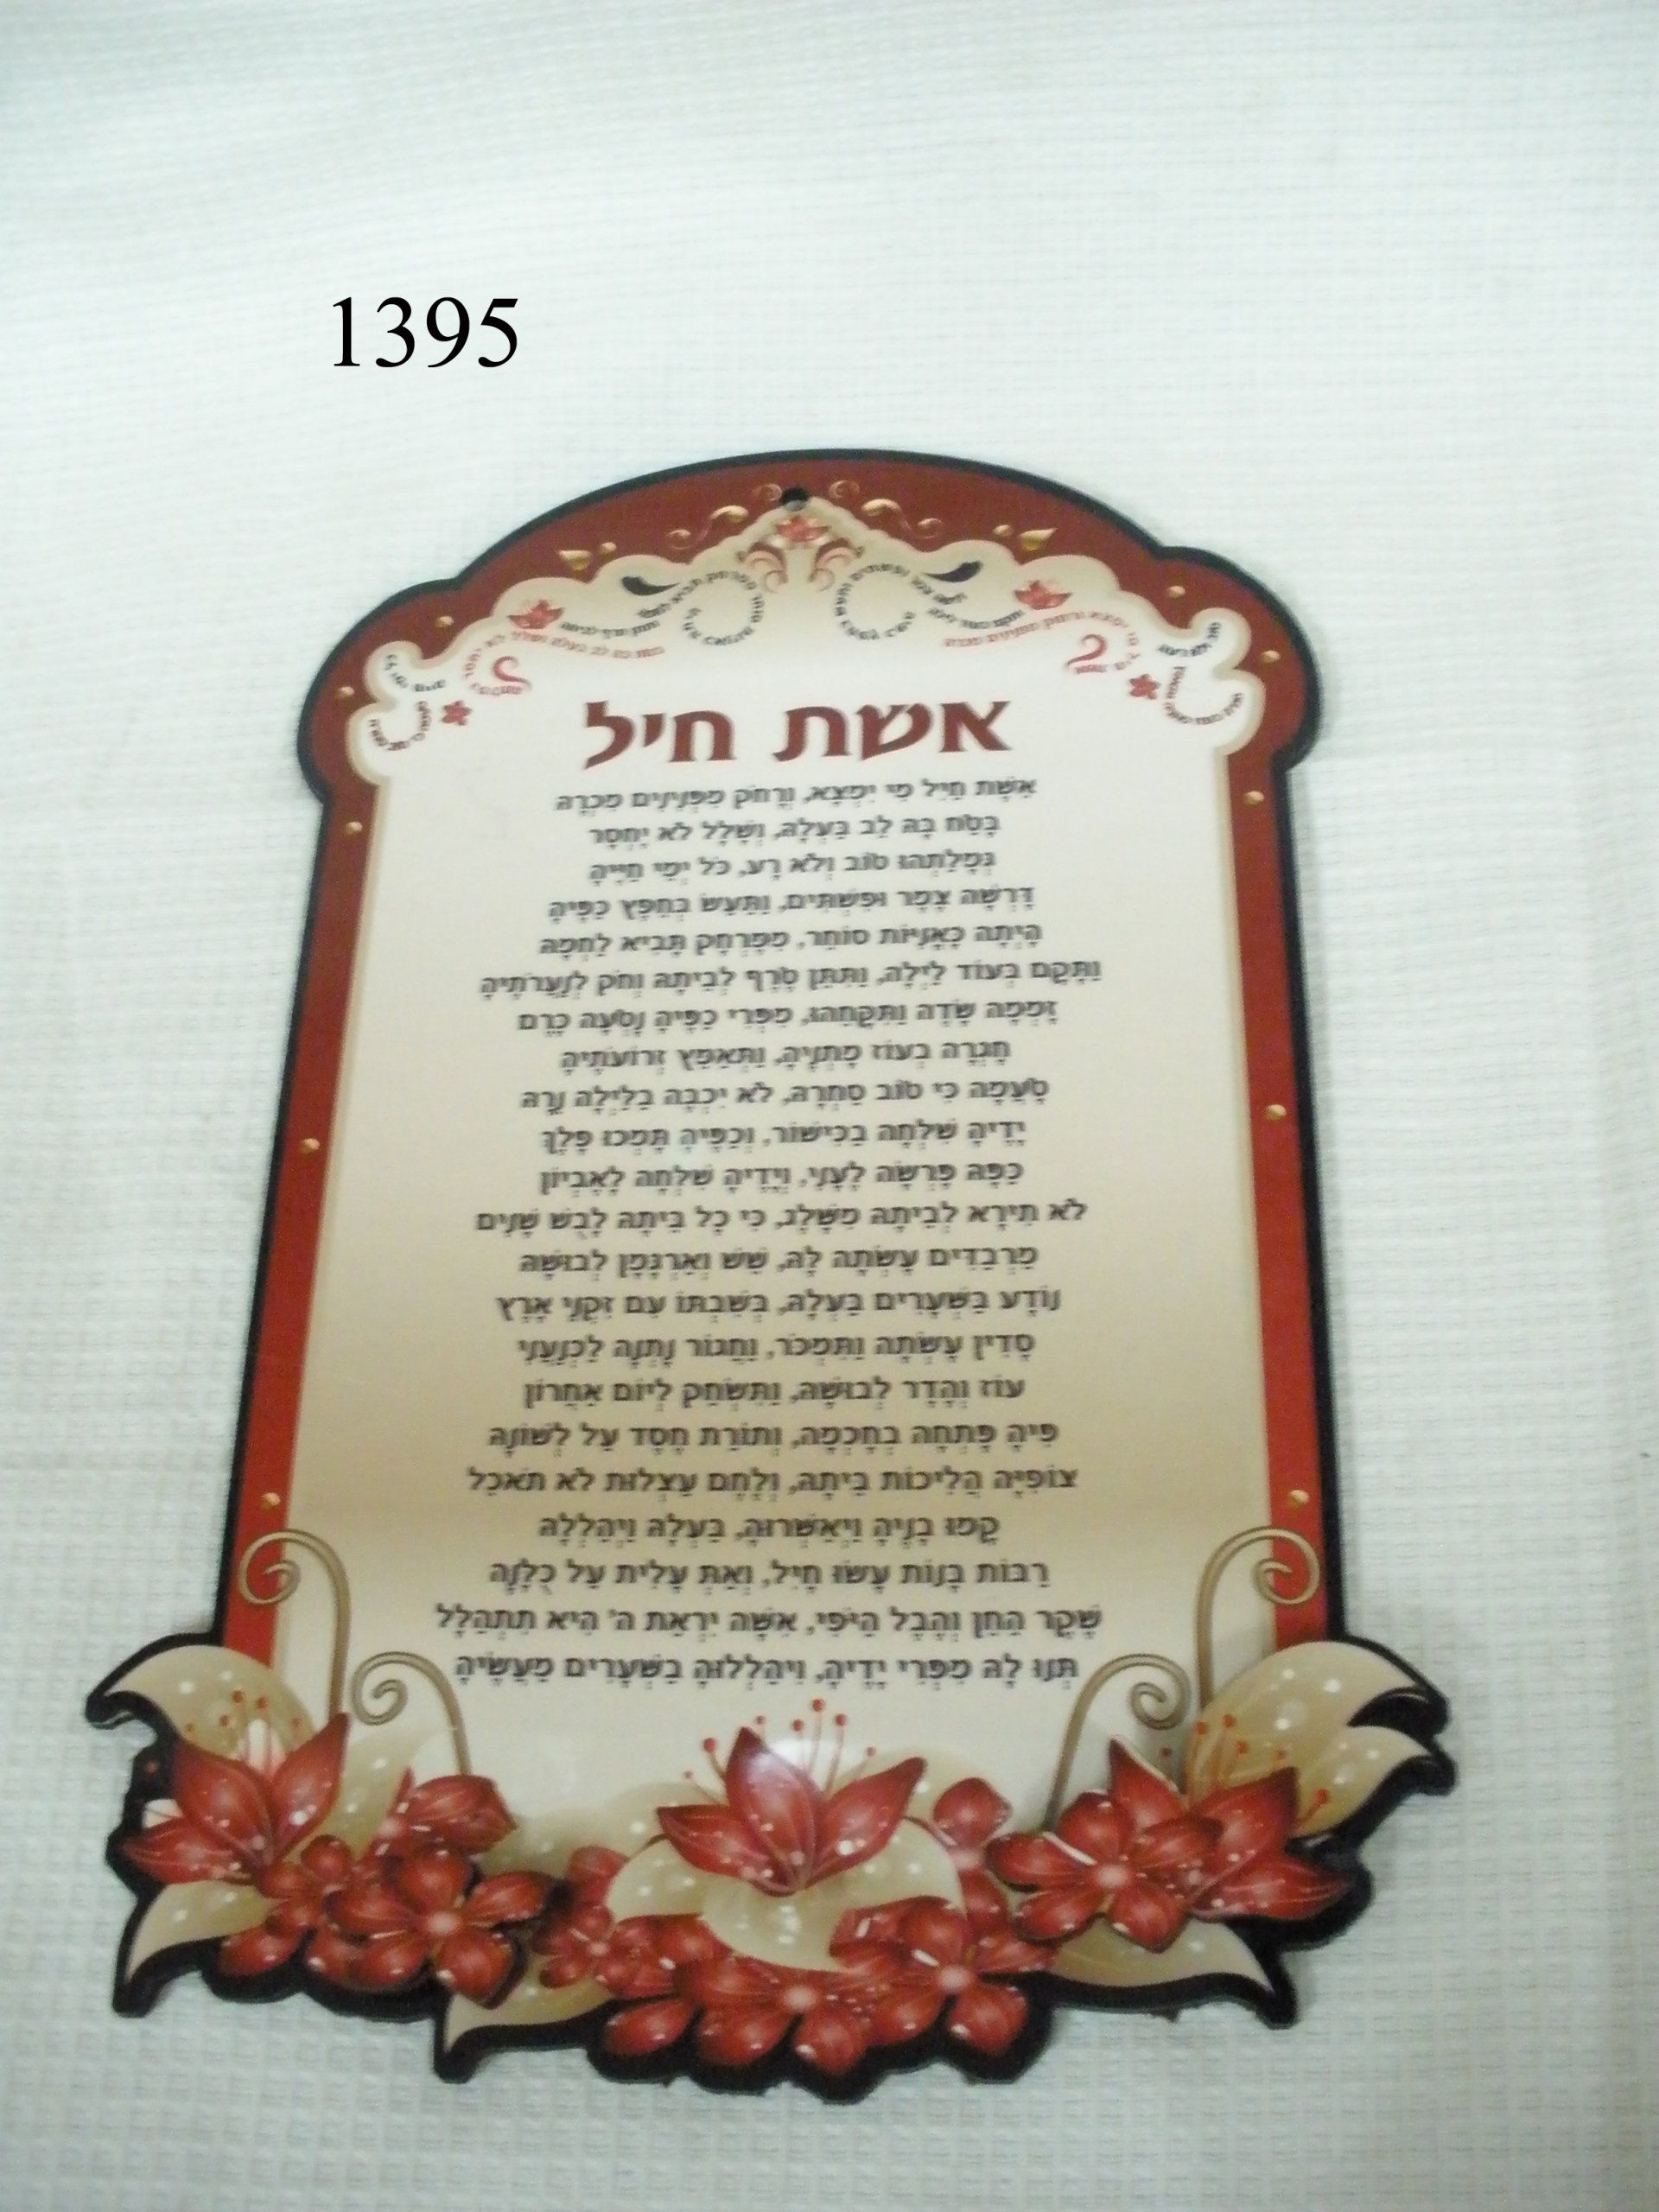 1395
אשת חיל
אֵשֶׁת חַיִל מִי יִמְצָא, וְרָחֹק מִפְּנִינִים מִכְרָהּ
בָּטַח בָּהּ לֵב בַּעְלָהּ, וְשָׁלָל לֹא יֶחְסָר
גְּמָלַתְהוּ טוֹב וְלֹא רָע, כֹּל יְמֵי חַיֶּיהָ
דָּרְשָׁה צֶמֶר וּפִשְׁתִּים, וַתַּעַשׂ בְּחֵפֶץ כַּפֶּיהָ
הָיְתָה כָּאֳנִיּוֹת סוֹחֵר, מִמֶּרְחָק תָּבִיא לַחְמָהּ
וַתָּקָם בְּעוֹד לַיְלָה, וַתִּתֵּן טֶרֶף לְבֵיתָהּ וְחֹק לְנַעֲרֹתֶיהָ
זָמְמָה שָׂדֶה וַתִּקָּחֵהוּ, מִפְּרִי כַפֶּיהָ נָטְעָה כָּרֶם
חָגְרָה בְעוֹז מָתְנֶיהָ, וַתְּאַמֵּץ זְרוֹעֹתֶיהָ
טָעֲמָה כִּי טוֹב סַחְרָהּ, לֹא יִכְבֶּה בַלַּיְלָה נֵרָהּ
יָדֶיהָ שִׁלְּחָה בַכִּישׁוֹר, וְכַפֶּיהָ תָּמְכוּ פָלֶךְ
כַּפָּהּ פָּרְשָׂה לֶעָנִי, וְיָדֶיהָ שִׁלְּחָה לָאֶבְיוֹן
לֹא תִירָא לְבֵיתָהּ מִשָּׁלֶג, כִּי כָל בֵּיתָהּ לָבֻשׁ שָׁנִים
מַרְבַדִּים עָשְׂתָה לָּהּ, שֵׁשׁ וְאַרְגָּמָן לְבוּשָׁהּ
נוֹדָע בַּשְּׁעָרִים בַּעְלָהּ, בְּשִׁבְתּוֹ עִם זִקְנֵי אָרֶץ
סָדִין עָשְׂתָה וַתִּמְכֹּר, וַחֲגוֹר נָתְנָה לַכְּנַעֲנִי
עוֹז וְהָדָר לְבוּשָׁהּ, וַתִּשְׂחַק לְיוֹם אַחֲרוֹן
פִּיהָ פָּתְחָה בְחָכְמָה, וְתוֹרַת חֶסֶד עַל לְשׁוֹנָהּ
צוֹפִיָּה הֲלִיכוֹת בֵּיתָהּ, וְלֶחֶם עַצְלוּת לֹא תֹאכֵל
קָמוּ בָנֶיהָ וַיְאַשְּׁרוּהָ, בַּעְלָהּ וַיְהַלְלָהּ
רַבּוֹת בָּנוֹת עָשׂוּ חָיִל, וְאַתְּ עָלִית עַל כֻּלָּנָה
שֶׁקֶר הַחֵן וְהֶבֶל הַיֹּפִי, אִשָּׁה יִרְאַת ה' הִיא תִתְהַלָּל
תְּנוּ לָהּ מִפְּרִי יָדֶיהָ, וִיהַלְלוּהָ בַשְּׁעָרִים מַעֲשֶׂיהָ